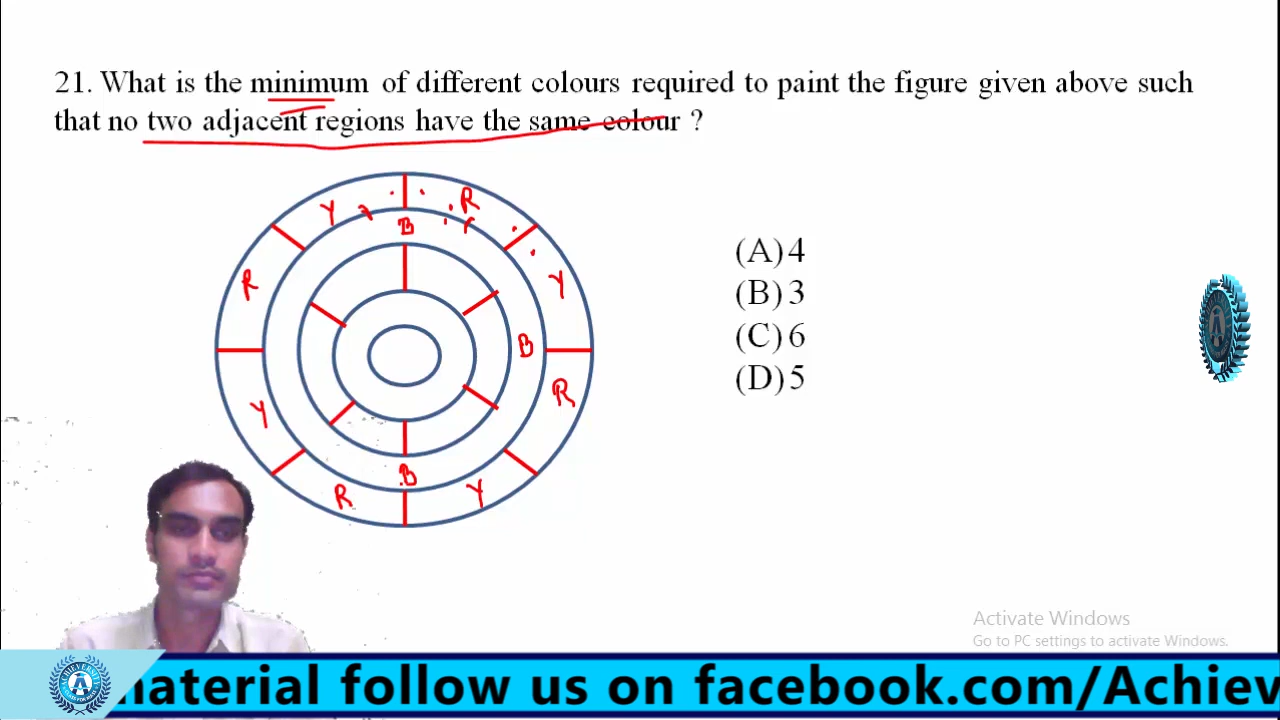 21. What is the minimum of different colours required to paint the figure given above such
that no two adjacent regions have the same colour ?
Y R
B
R Y
B
Y R
B
R Y
(A) 4
(B) 3
(C) 6
(D) 5
Activate Windows
Go to PC settings to activate Windows.
material follow us on facebook.com/Achiev